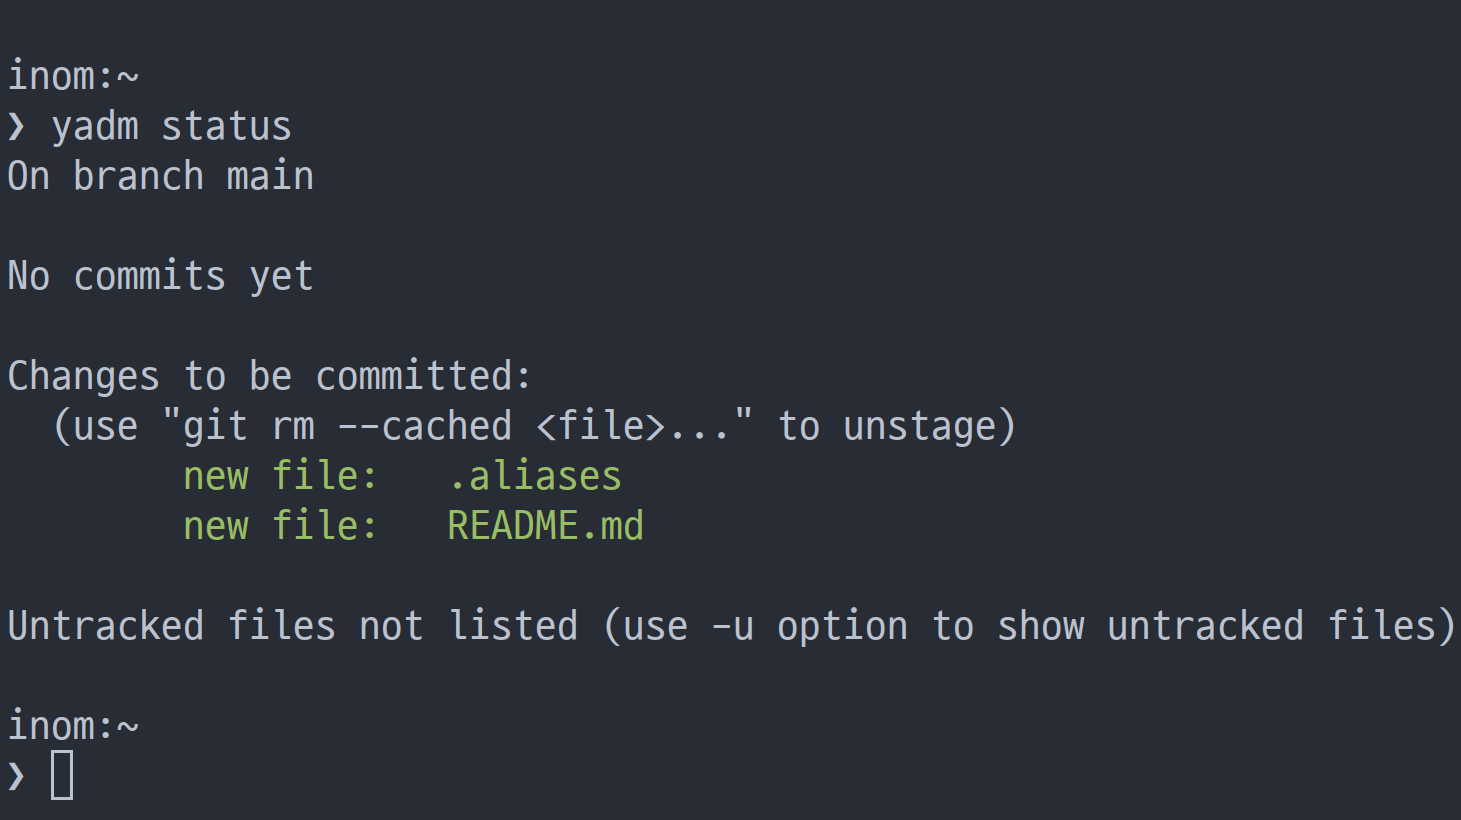 inom:~
❯ yadm status
On branch main
No commits yet
Changes to be committed:
  (use "git rm --cached <file>..." to unstage)
        new file:   .aliases
        new file:   README.md
Untracked files not listed (use -u option to show untracked files)
inom:~
❯